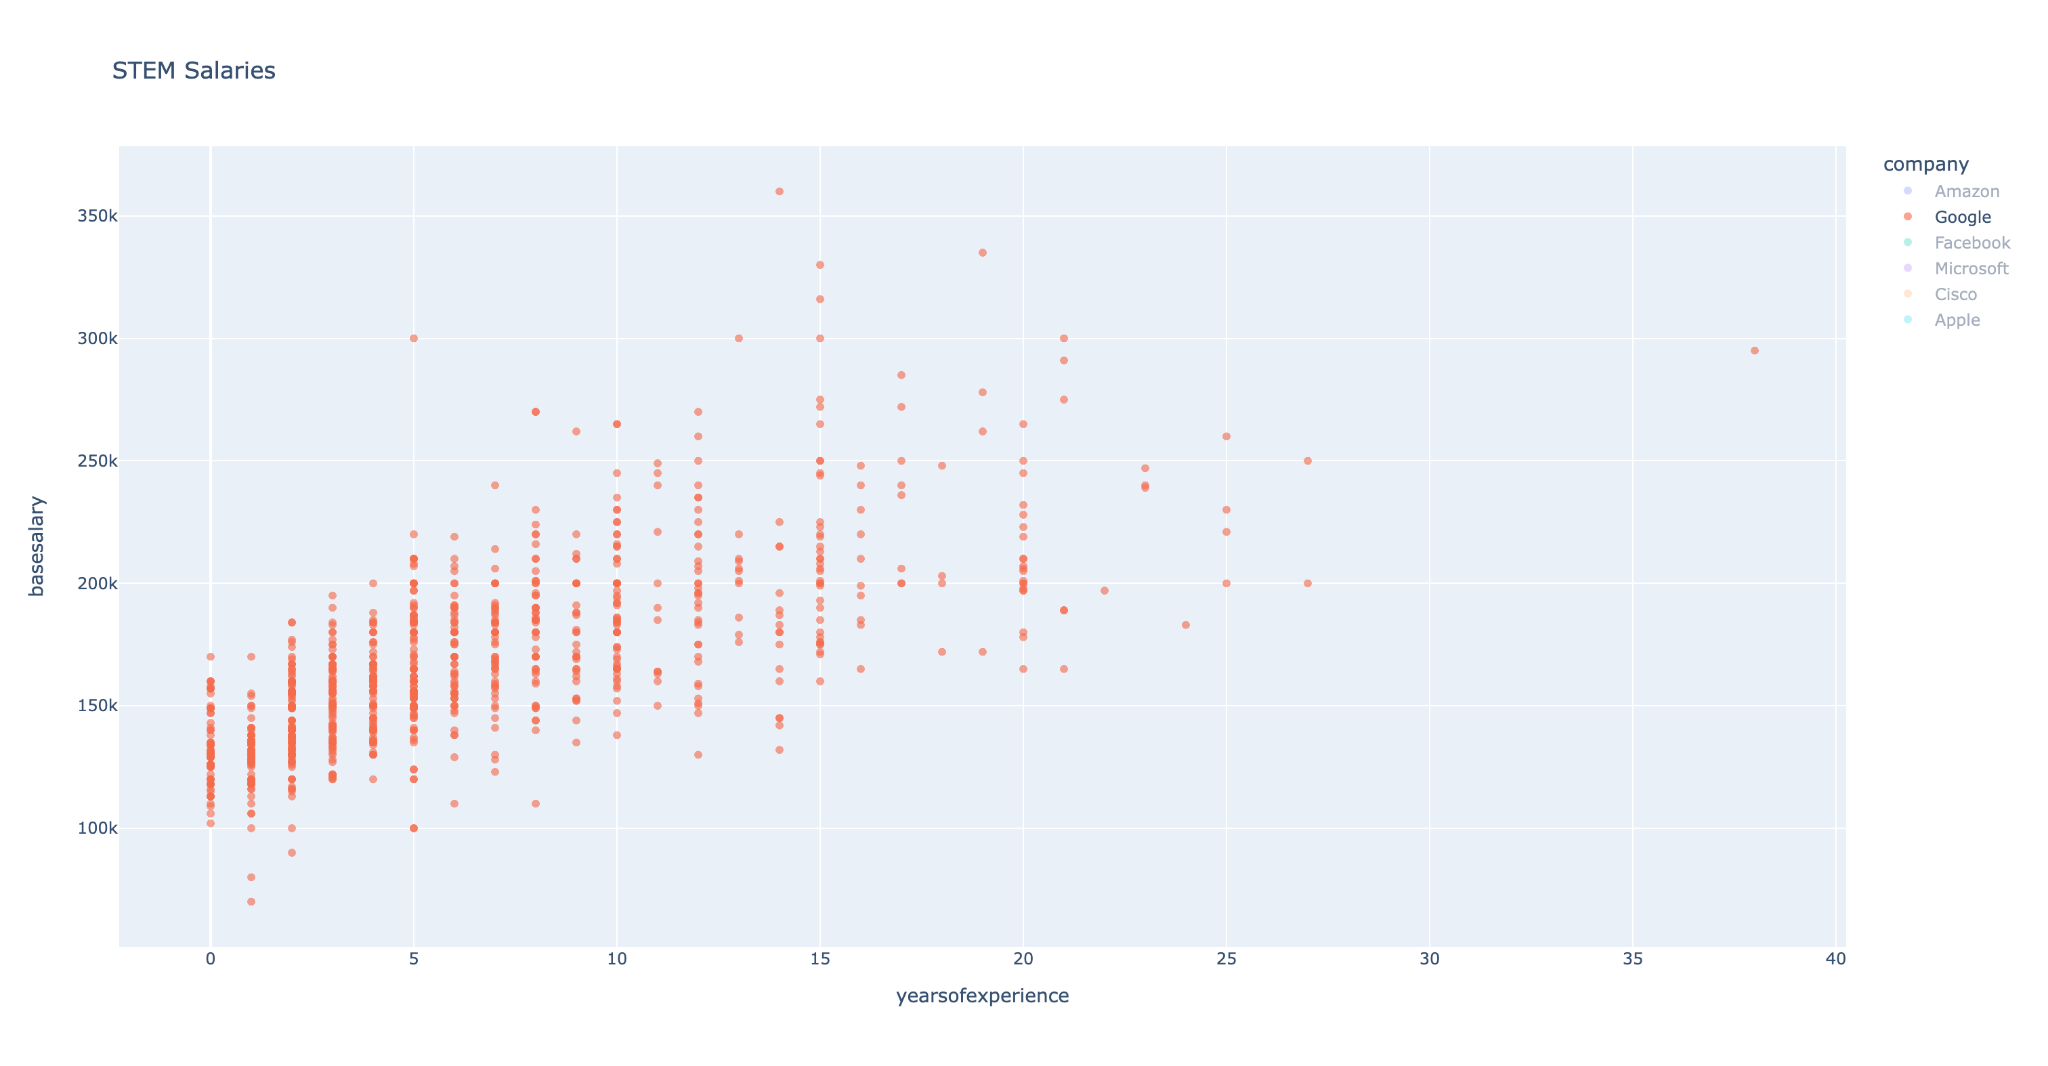 STEM Salaries
company
Amazon
Google
Facebook
Microsoft
Cisco
Apple
350k
300k
250k
200k
150k
100k
basesalary
0 5 10 15 20 25 30 35 40
yearsofexperience